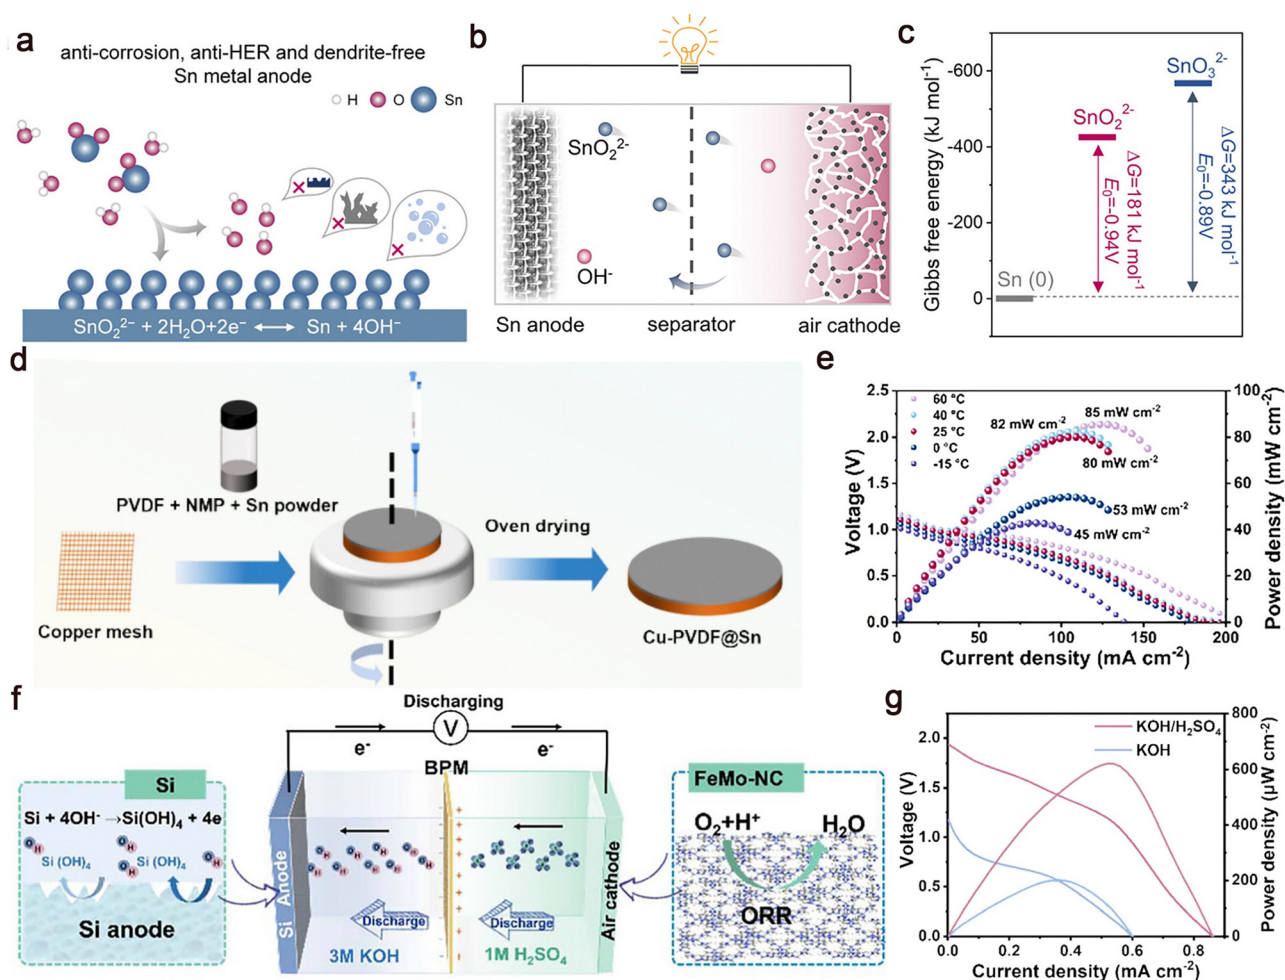 a
anti-corrosion, anti-HER and dendrite-free
Sn metal anode
H O Sn
SnO₂²⁻ + 2H₂O+2e⁻ ⟷ Sn + 4OH⁻
b
SnO₂²⁻
OH⁻
Sn anode
separator
air cathode
c
Gibbs free energy (kJ mol⁻¹)
-600
-400
-200
0
Sn (0)
SnO₂²⁻
ΔG=181 kJ mol⁻¹
E₀=-0.94V
SnO₃²⁻
ΔG=343 kJ mol⁻¹
E₀=-0.89V
d
PVDF + NMP + Sn powder
Copper mesh
Oven drying
Cu-PVDF@Sn
e
Voltage (V)
2.5
2.0
1.5
1.0
0.5
0.0
60 °C
40 °C
25 °C
0 °C
-15 °C
82 mW cm⁻²
85 mW cm⁻²
80 mW cm⁻²
53 mW cm⁻²
45 mW cm⁻²
100
80
60
40
20
0
Power density (mW cm⁻²)
0 50 100 150 200
Current density (mA cm⁻²)
f
Si
Si + 4OH⁻→Si(OH)₄ + 4e
O H
Si (OH)₄
Si (OH)₄
Si anode
Discharging
V
e⁻
e⁻
BPM
Si Anode
Discharge
3M KOH
Discharge
1M H₂SO₄
Air cathode
FeMo-NC
O₂+H⁺
H₂O
ORR
g
Voltage (V)
2.0
1.5
1.0
0.5
0.0
KOH/H₂SO₄
KOH
800
600
400
200
0
Power density (μW cm⁻²)
0.0 0.2 0.4 0.6 0.8
Current density (mA cm⁻²)